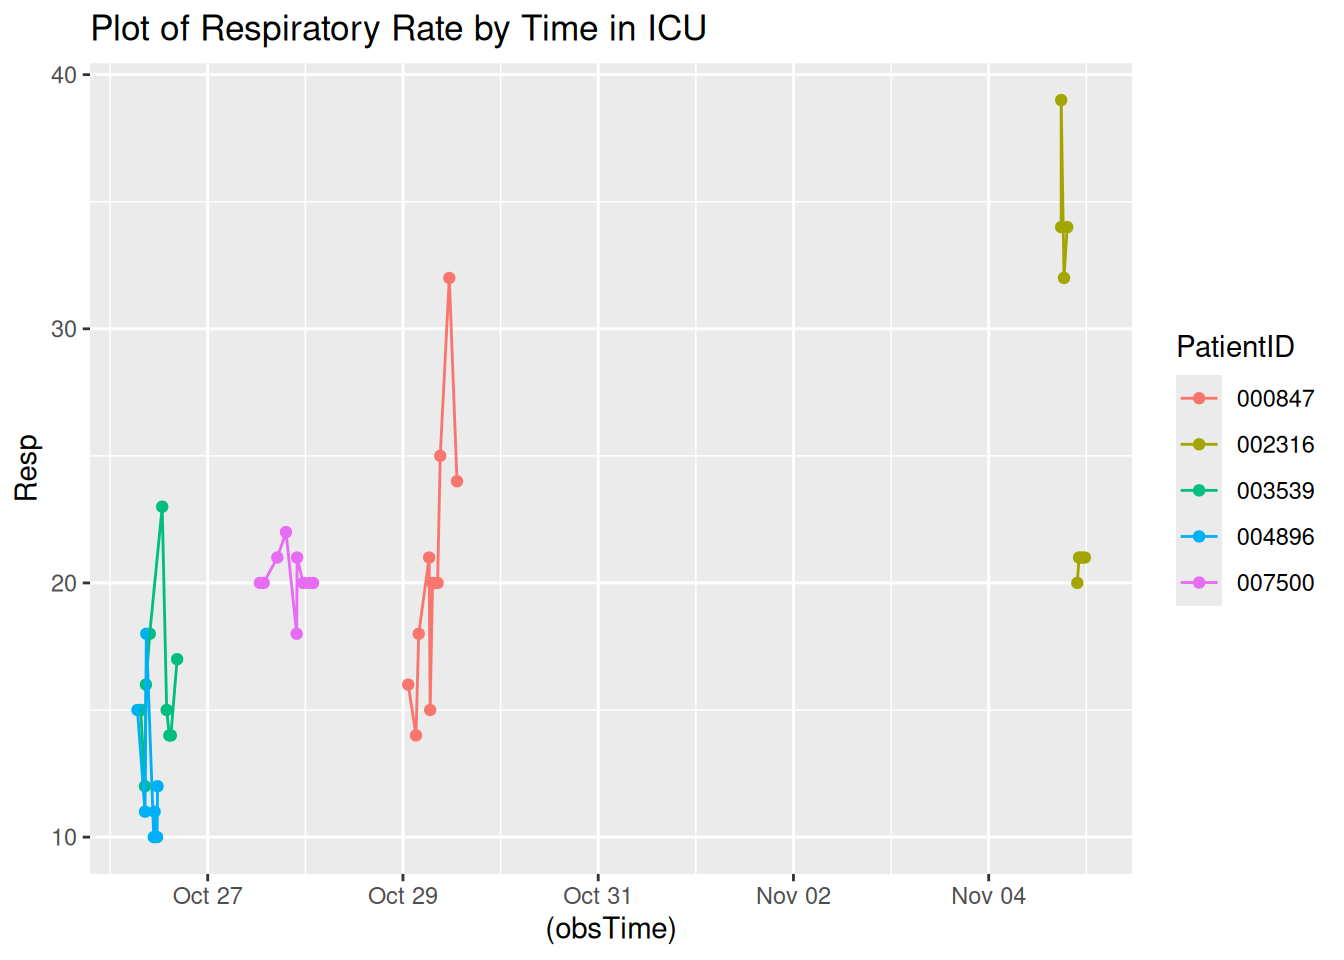 Plot of Respiratory Rate by Time in ICU
40
30
20
10
Resp
Oct 27
Oct 29
Oct 31
Nov 02
Nov 04
(obsTime)
PatientID
000847
002316
003539
004896
007500